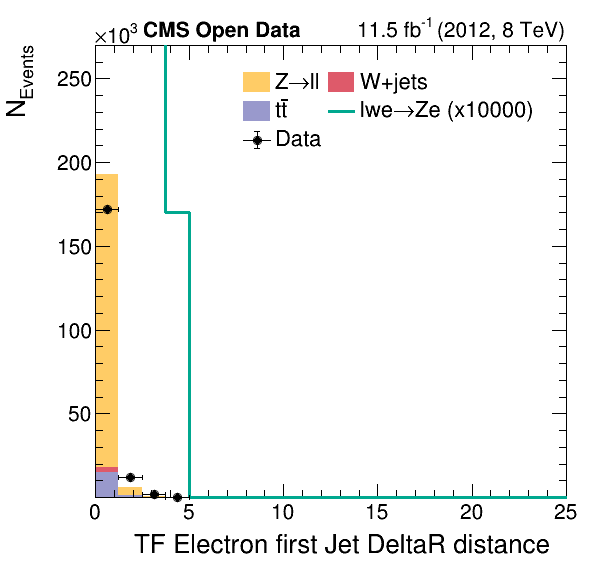 ×10³ CMS Open Data 11.5 fb⁻¹ (2012, 8 TeV)
N_Events
250
200
150
100
50
Z→ll W+jets
tt̄ lwe→Ze (x10000)
Data
0 5 10 15 20 25
TF Electron first Jet DeltaR distance